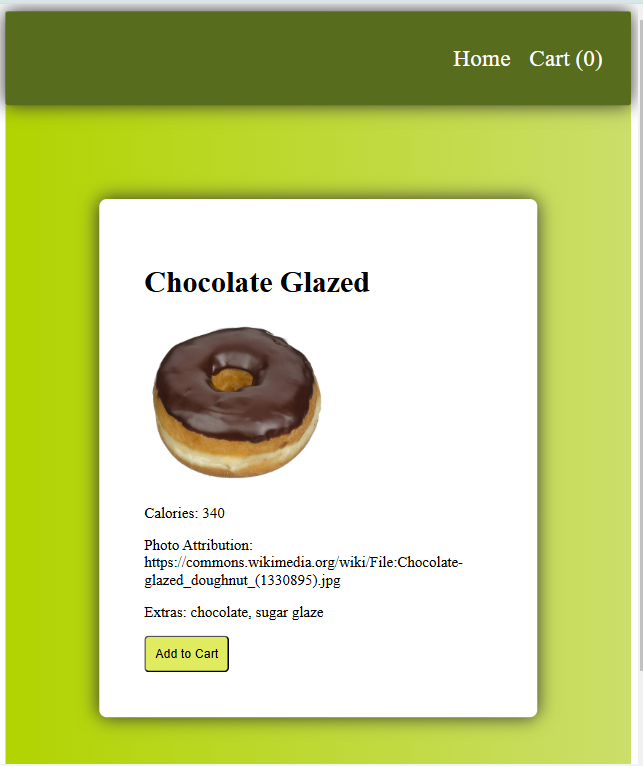 Home Cart (0)
Chocolate Glazed
Calories: 340
Photo Attribution:
https://commons.wikimedia.org/wiki/File:Chocolate-
glazed_doughnut_(1330895).jpg
Extras: chocolate, sugar glaze
Add to Cart